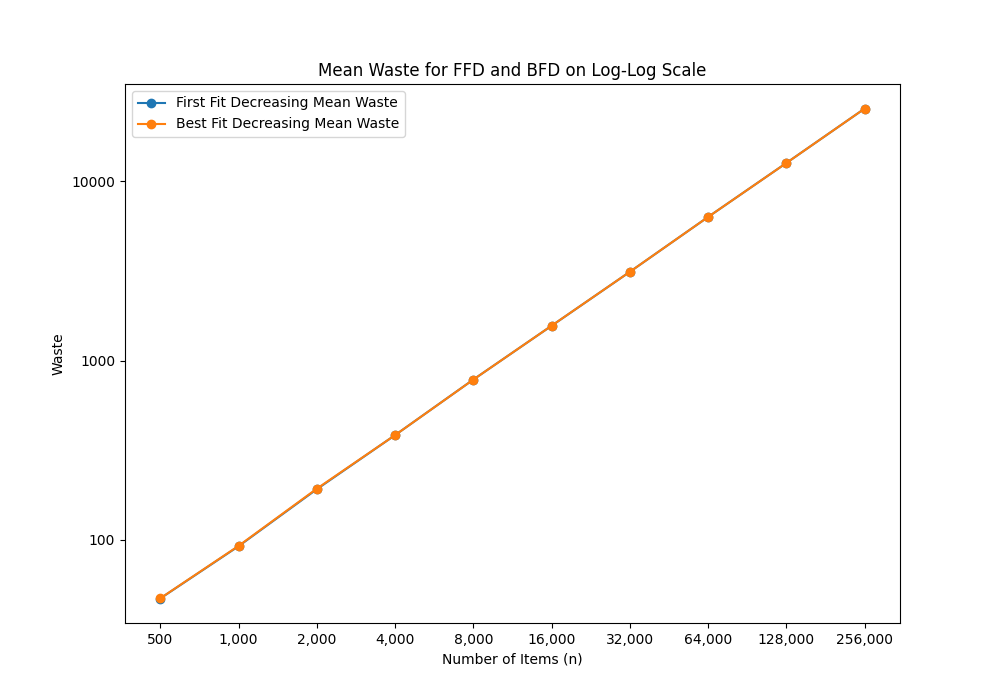 Mean Waste for FFD and BFD on Log-Log Scale
First Fit Decreasing Mean Waste
Best Fit Decreasing Mean Waste
10000
1000
100
Waste
500 1,000 2,000 4,000 8,000 16,000 32,000 64,000 128,000 256,000
Number of Items (n)